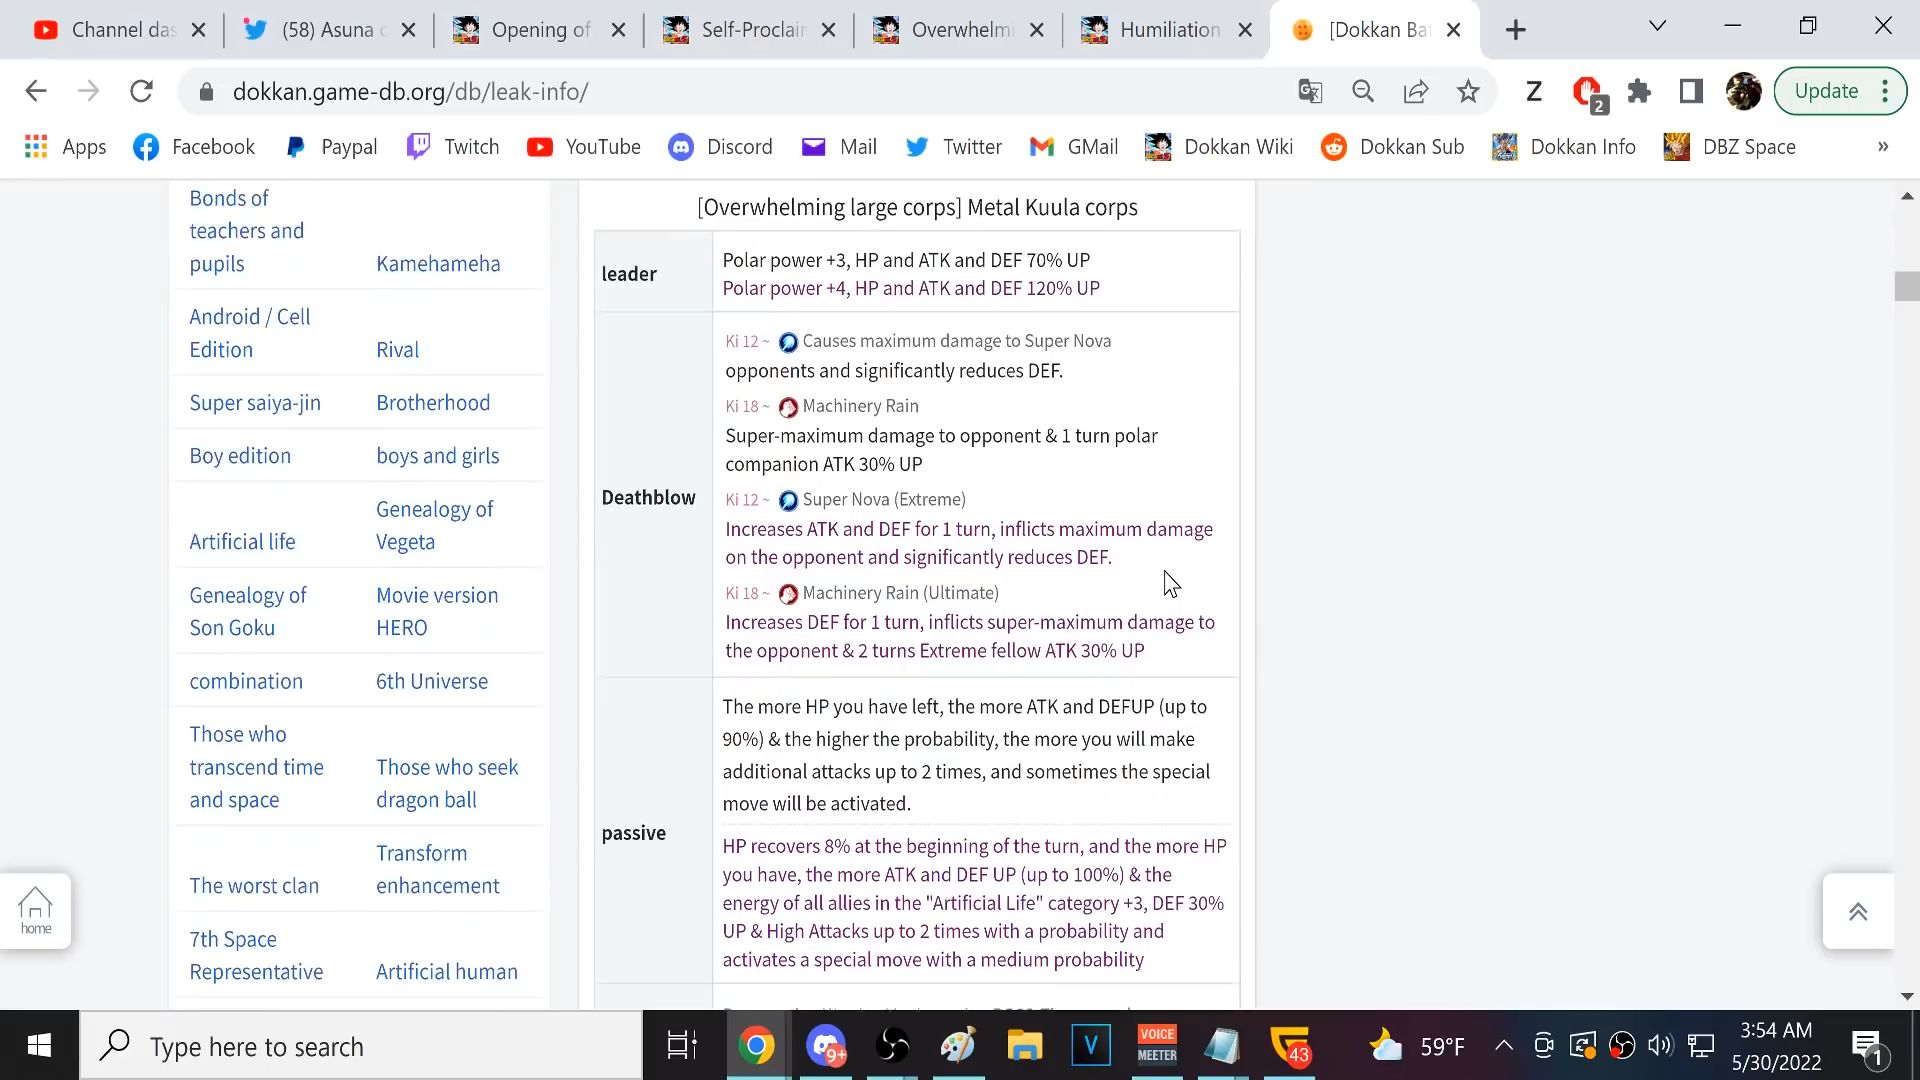 Channel das
(58) Asuna
Opening of
Self-Proclair
Overwhelmi
Humiliation
[Dokkan Ba
dokkan.game-db.org/db/leak-info/
Z
2
Update
Apps
Facebook
Paypal
Twitch
YouTube
Discord
Mail
Twitter
GMail
Dokkan Wiki
Dokkan Sub
Dokkan Info
DBZ Space
»
Bonds of
teachers and
pupils
Kamehameha
Android / Cell
Edition
Rival
Super saiya-jin
Brotherhood
Boy edition
boys and girls
Artificial life
Genealogy of
Vegeta
Genealogy of
Son Goku
Movie version
HERO
combination
6th Universe
Those who
transcend time
and space
Those who seek
dragon ball
The worst clan
Transform
enhancement
7th Space
Representative
Artificial human
[Overwhelming large corps] Metal Kuula corps
leader
Polar power +3, HP and ATK and DEF 70% UP
Polar power +4, HP and ATK and DEF 120% UP
Deathblow
Ki 12 ~ Causes maximum damage to Super Nova
opponents and significantly reduces DEF.
Ki 18 ~ Machinery Rain
Super-maximum damage to opponent & 1 turn polar
companion ATK 30% UP
Ki 12 ~ Super Nova (Extreme)
Increases ATK and DEF for 1 turn, inflicts maximum damage
on the opponent and significantly reduces DEF.
Ki 18 ~ Machinery Rain (Ultimate)
Increases DEF for 1 turn, inflicts super-maximum damage to
the opponent & 2 turns Extreme fellow ATK 30% UP
passive
The more HP you have left, the more ATK and DEFUP (up to
90%) & the higher the probability, the more you will make
additional attacks up to 2 times, and sometimes the special
move will be activated.
HP recovers 8% at the beginning of the turn, and the more HP
you have, the more ATK and DEF UP (up to 100%) & the
energy of all allies in the "Artificial Life" category +3, DEF 30%
UP & High Attacks up to 2 times with a probability and
activates a special move with a medium probability
home
Type here to search
9+
V
VOICE
MEETER
43
59°F
3:54 AM
5/30/2022
1